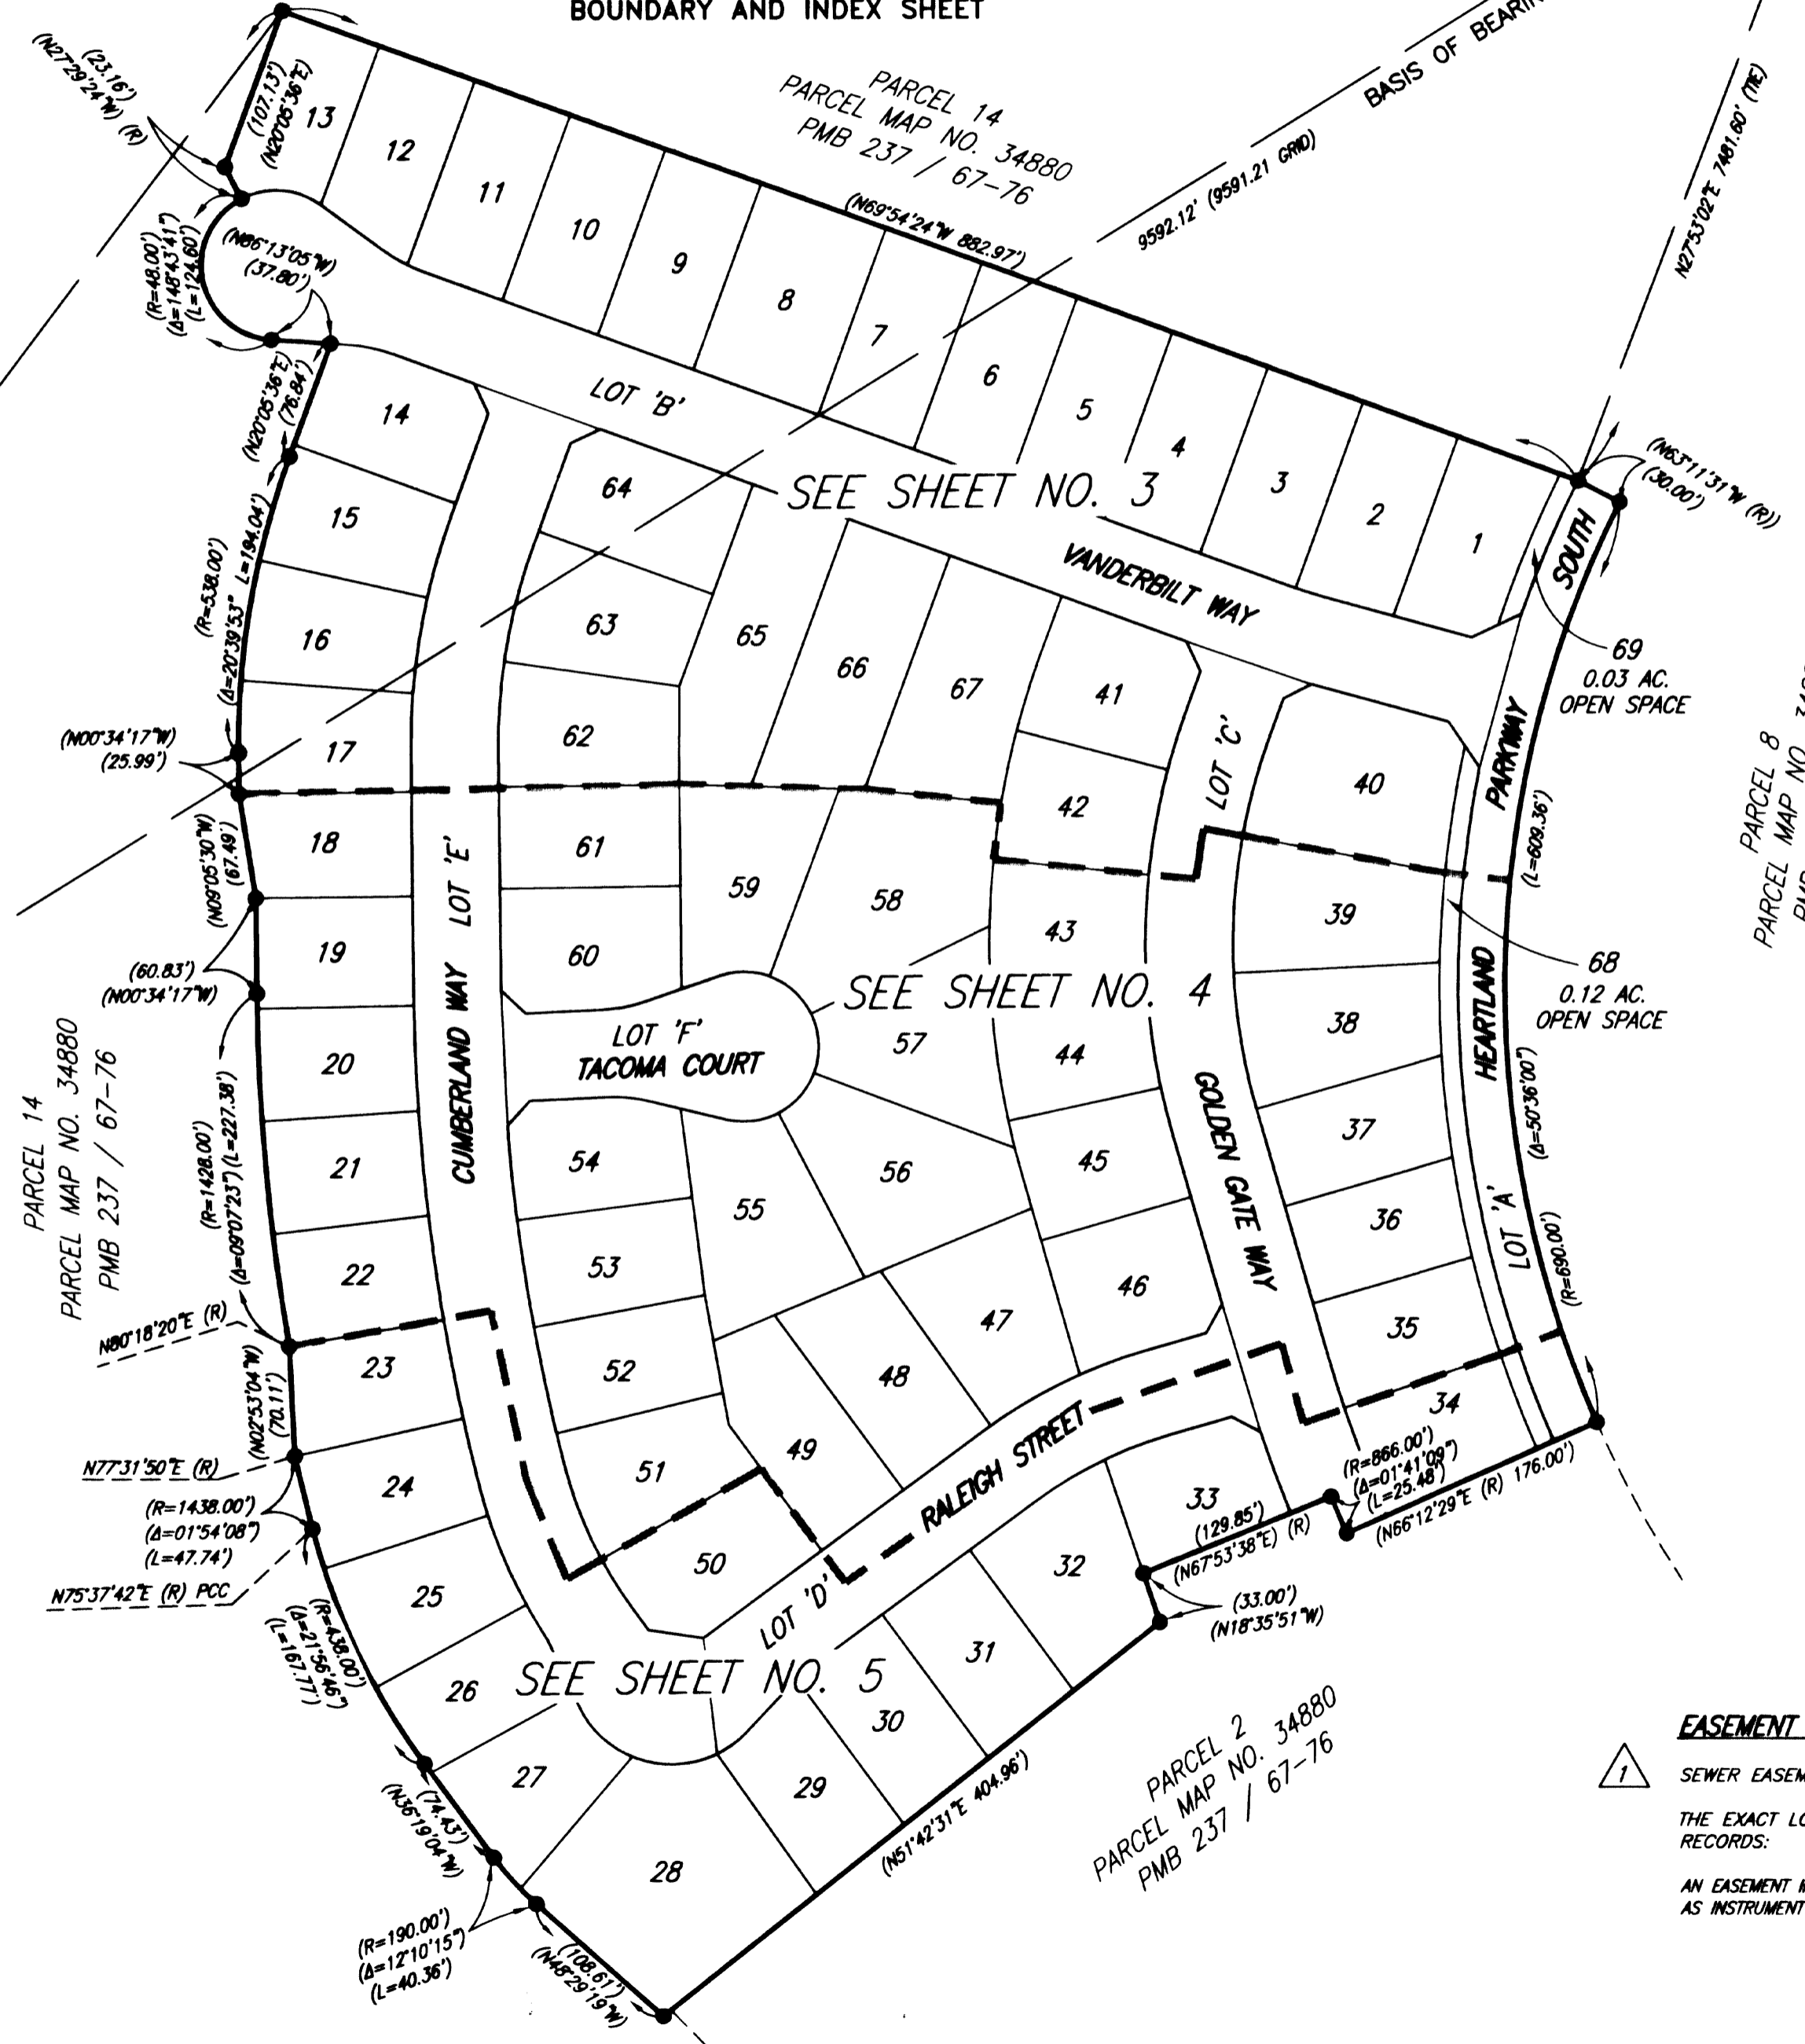 BOUNDARY AND INDEX SHEET
BASIS OF
(N27°29'24"W) (R)
(23.16')
(107.13')
(N20°05'36"E)
PARCEL 14
PARCEL MAP NO. 34880
PMB 237 / 67-76
(N69°54'24"W 882.97')
9592.12' (9591.21 GRID)
N27°53'02"E 7481.60' (TIE)
13
12
11
10
9
8
7
6
5
4
3
2
1
(R=48.00')
(Δ=148°43'41")
(L=124.60')
(N86°13'05"W)
(37.80')
(N20°05'36"E)
(76.84')
LOT 'B'
SEE SHEET NO. 3
VANDERBILT WAY
(N63°11'31"W (R))
(30.00')
SOUTH
69
0.03 AC.
OPEN SPACE
14
15
16
17
64
63
62
65
66
67
41
42
LOT 'C'
40
PARKWAY
(R=538.00')
(Δ=20°39'53" L=194.04')
(N00°34'17"W)
(25.99')
(L=609.36')
PARCEL 8
PARCEL MAP NO.
(N09°05'30"W)
(67.49')
(60.83')
(N00°34'17"W)
18
19
20
21
22
CUMBERLAND WAY LOT 'E'
61
60
59
58
43
39
SEE SHEET NO. 4
68
0.12 AC.
OPEN SPACE
LOT 'F'
TACOMA COURT
57
44
38
HEARTLAND
(Δ=50°36'00")
PARCEL 14
PARCEL MAP NO. 34880
PMB 237 / 67-76
(R=1428.00')
(Δ=09°07'23") (L=227.38')
54
53
52
51
55
56
45
46
47
48
49
50
GOLDEN GATE WAY
37
36
35
34
LOT 'A'
(R=690.00')
N80°18'20"E (R)
(N02°53'04"W)
(70.11')
N77°31'50"E (R)
(R=1438.00')
(Δ=01°54'08")
(L=47.74')
N75°37'42"E (R) PCC
(R=438.00')
(Δ=21°56'46")
(L=167.77')
23
24
25
26
27
28
29
30
31
32
33
RALEIGH STREET
LOT 'D'
SEE SHEET NO. 5
(R=866.00')
(Δ=01°41'09")
(L=25.48')
(N66°12'29"E (R) 176.00')
(129.85')
(N67°53'38"E) (R)
(33.00')
(N18°35'51"W)
(N51°42'31"E 404.96')
PARCEL 2
PARCEL MAP NO. 34880
PMB 237 / 67-76
(74.43')
(N36°19'04"W)
(R=190.00')
(Δ=12°10'15")
(L=40.36')
(108.61')
(N48°29'19"W)
EASEMENT
1
SEWER
THE EXACT
RECORDS:
AN EASEMENT
AS INSTRUMENT